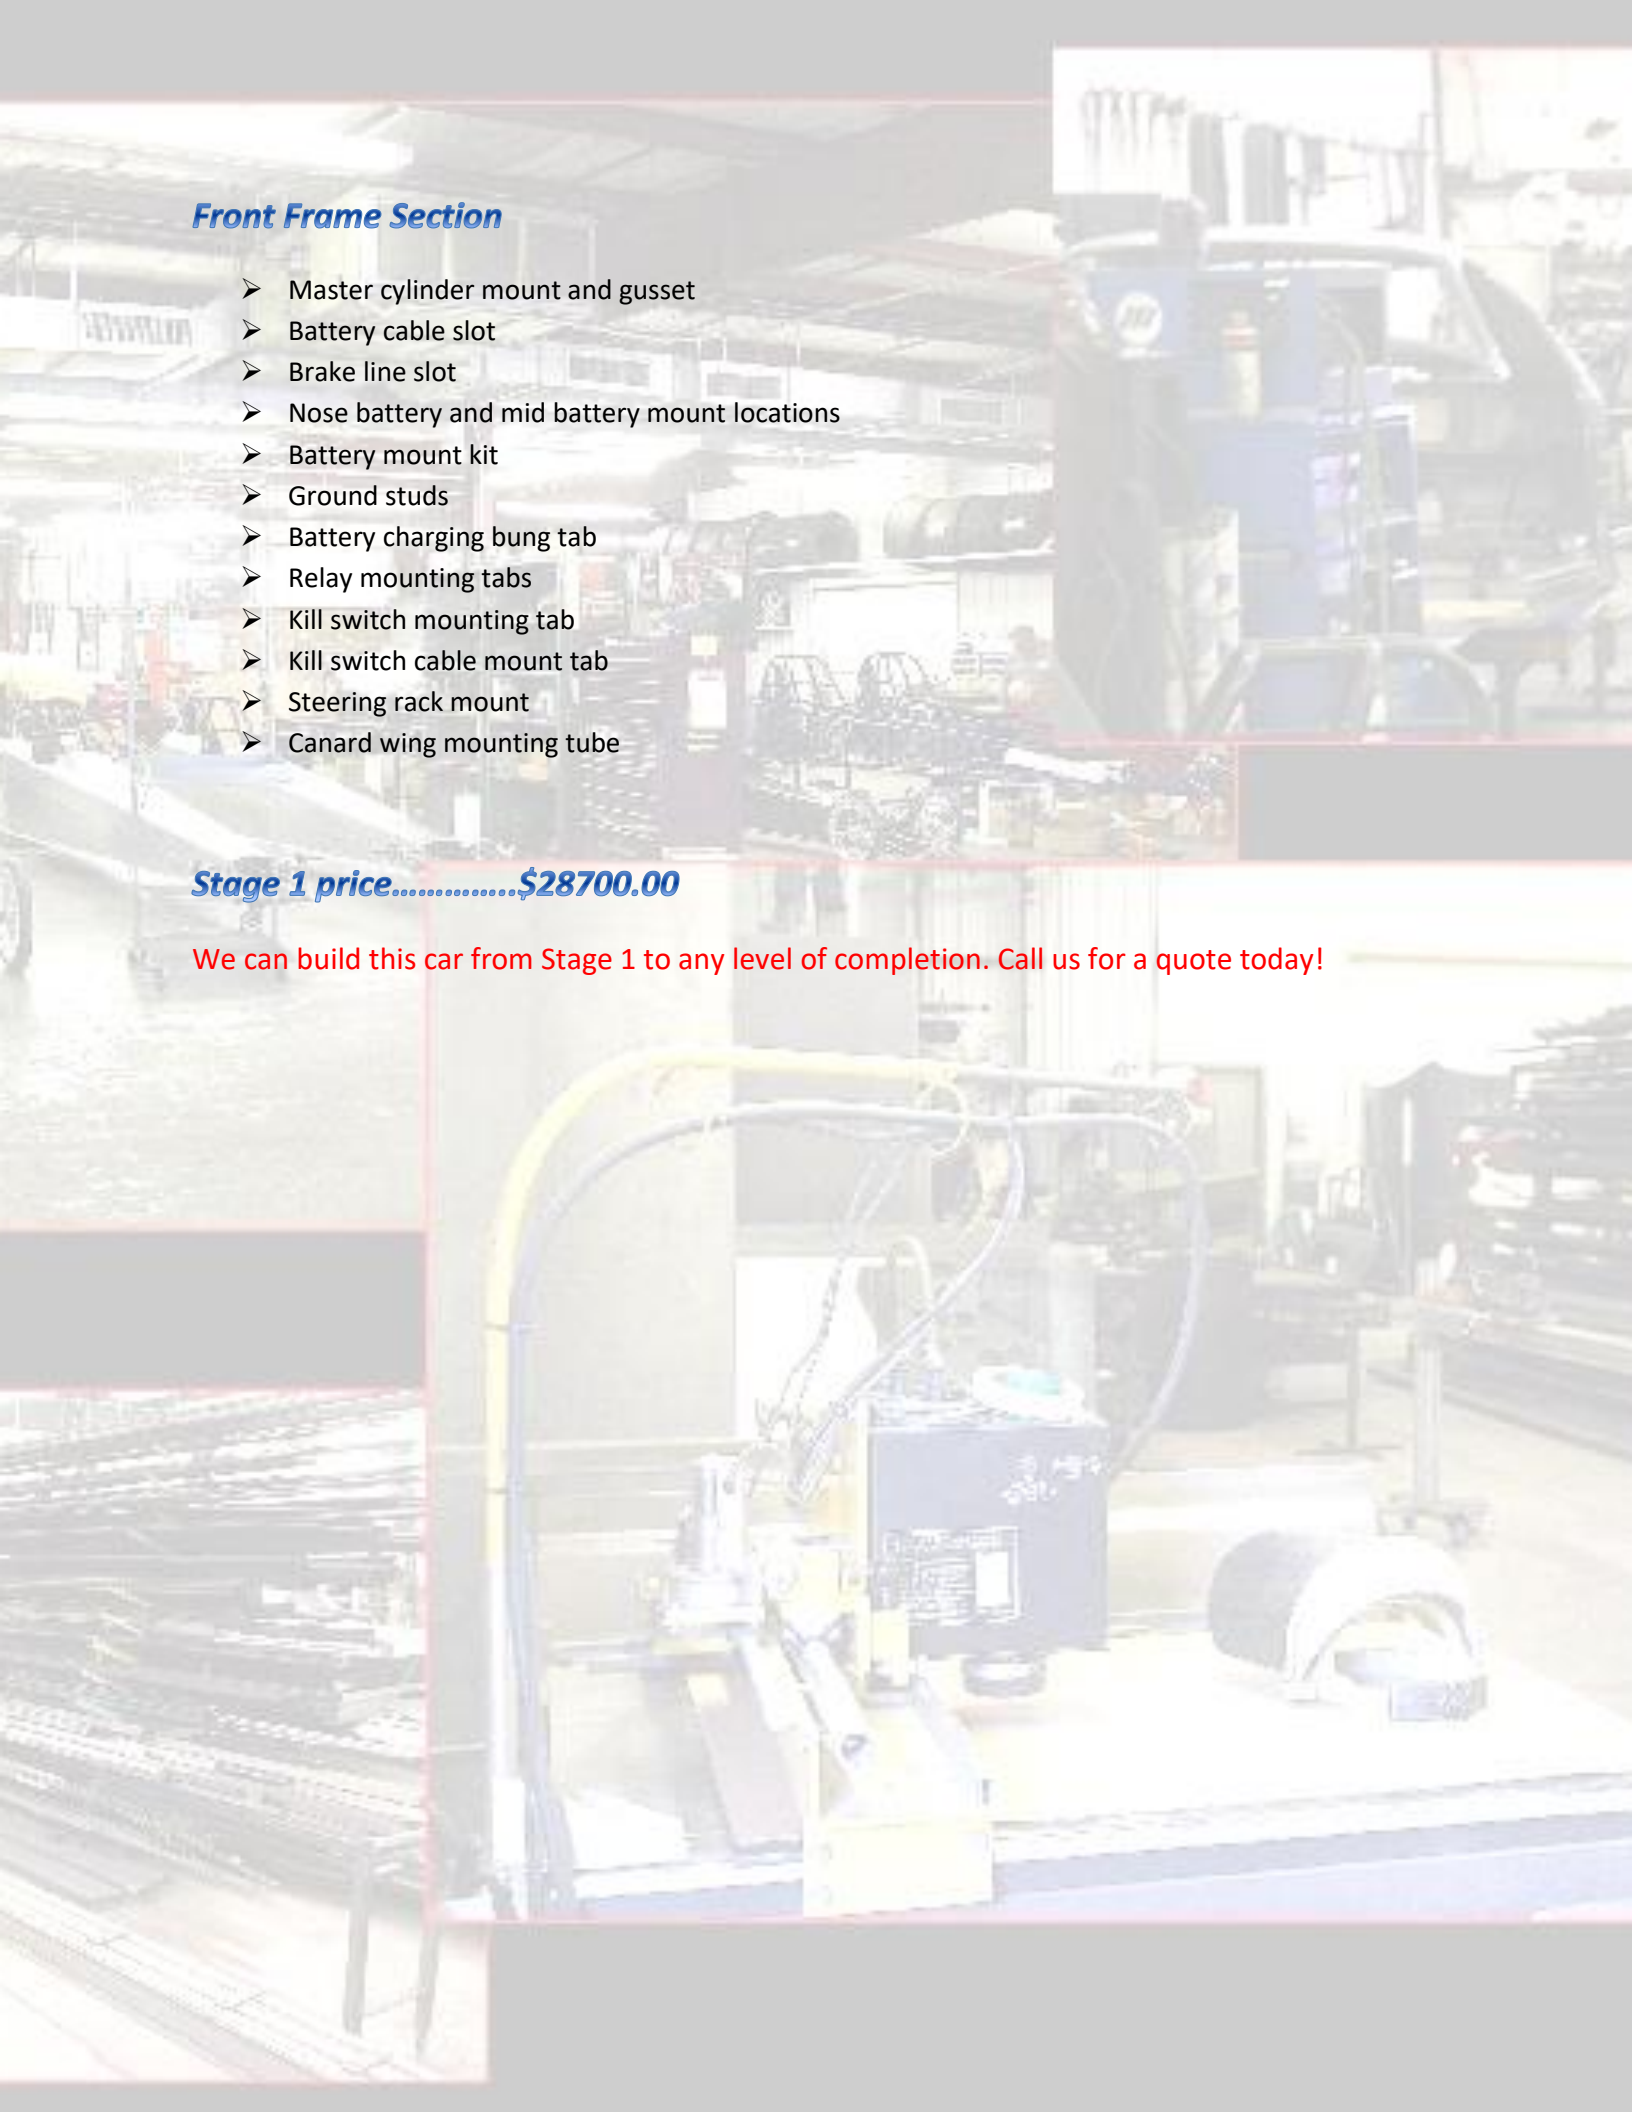 Front Frame Section
➢ Master cylinder mount and gusset
➢ Battery cable slot
➢ Brake line slot
➢ Nose battery and mid battery mount locations
➢ Battery mount kit
➢ Ground studs
➢ Battery charging bung tab
➢ Relay mounting tabs
➢ Kill switch mounting tab
➢ Kill switch cable mount tab
➢ Steering rack mount
➢ Canard wing mounting tube
Stage 1 price..............$28700.00
We can build this car from Stage 1 to any level of completion. Call us for a quote today!